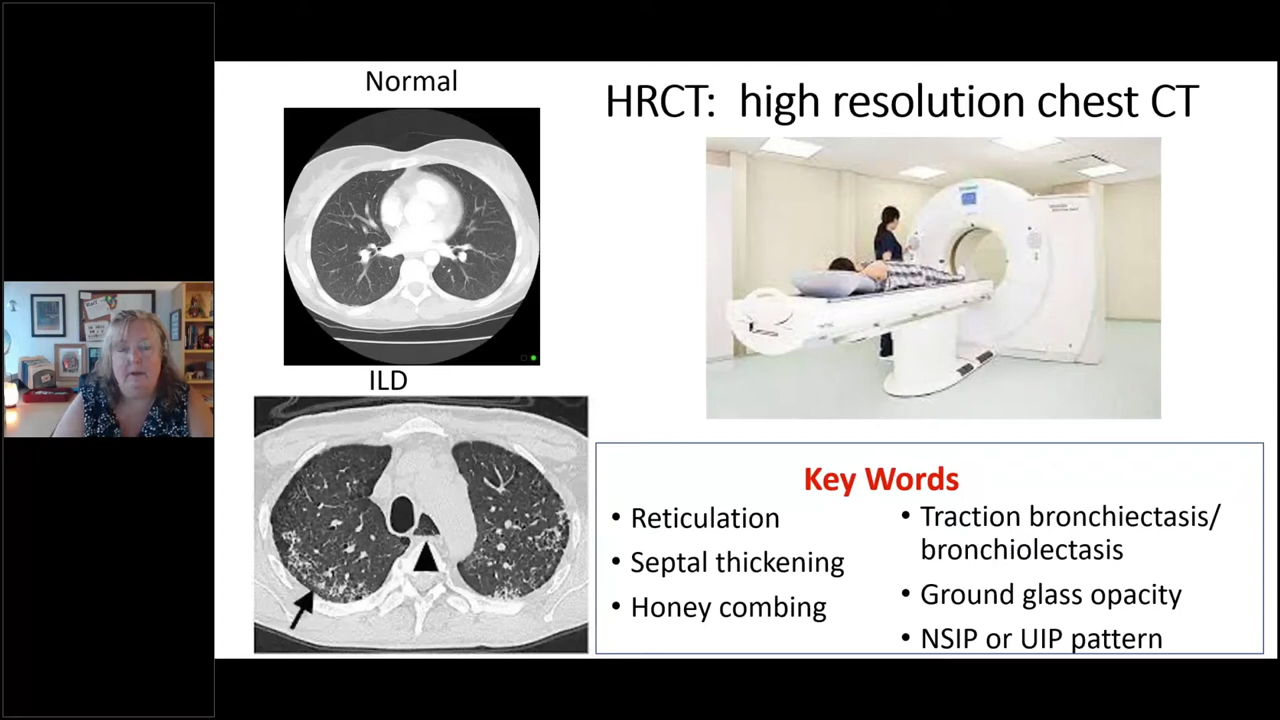 Normal
HRCT:  high resolution chest CT
ILD
Key Words
• Reticulation
• Septal thickening
• Honey combing
• Traction bronchiectasis/
bronchiolectasis
• Ground glass opacity
• NSIP or UIP pattern